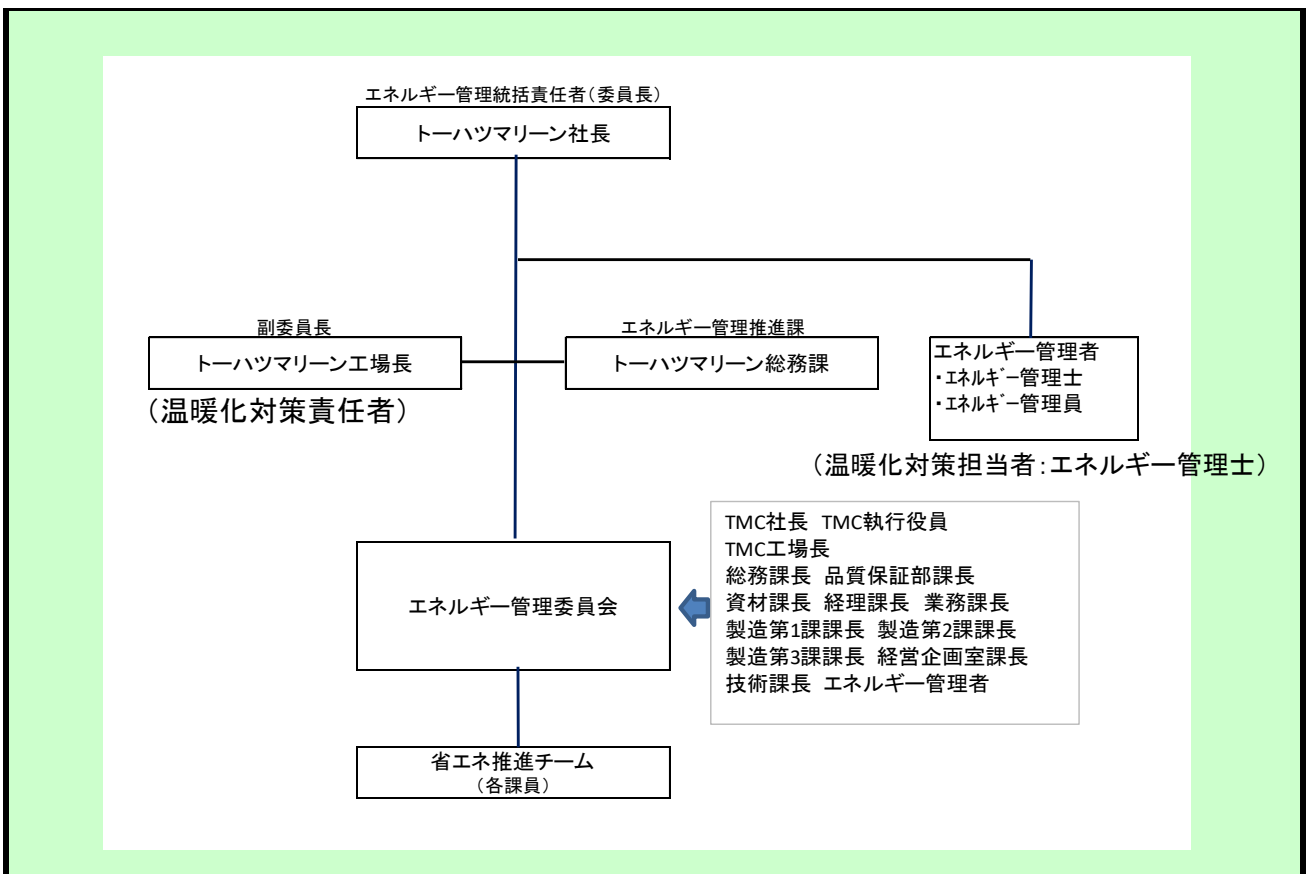 エネルギー管理統括責任者(委員長)
トーハツマリーン社長
副委員長
トーハツマリーン工場長
(温暖化対策責任者)
エネルギー管理推進課
トーハツマリーン総務課
エネルギー管理者
・エネルギー管理士
・エネルギー管理員
(温暖化対策担当者:エネルギー管理士)
エネルギー管理委員会
TMC社長 TMC執行役員
TMC工場長
総務課長 品質保証部課長
資材課長 経理課長 業務課長
製造第1課課長 製造第2課課長
製造第3課課長 経営企画室課長
技術課長 エネルギー管理者
省エネ推進チーム
(各課員)